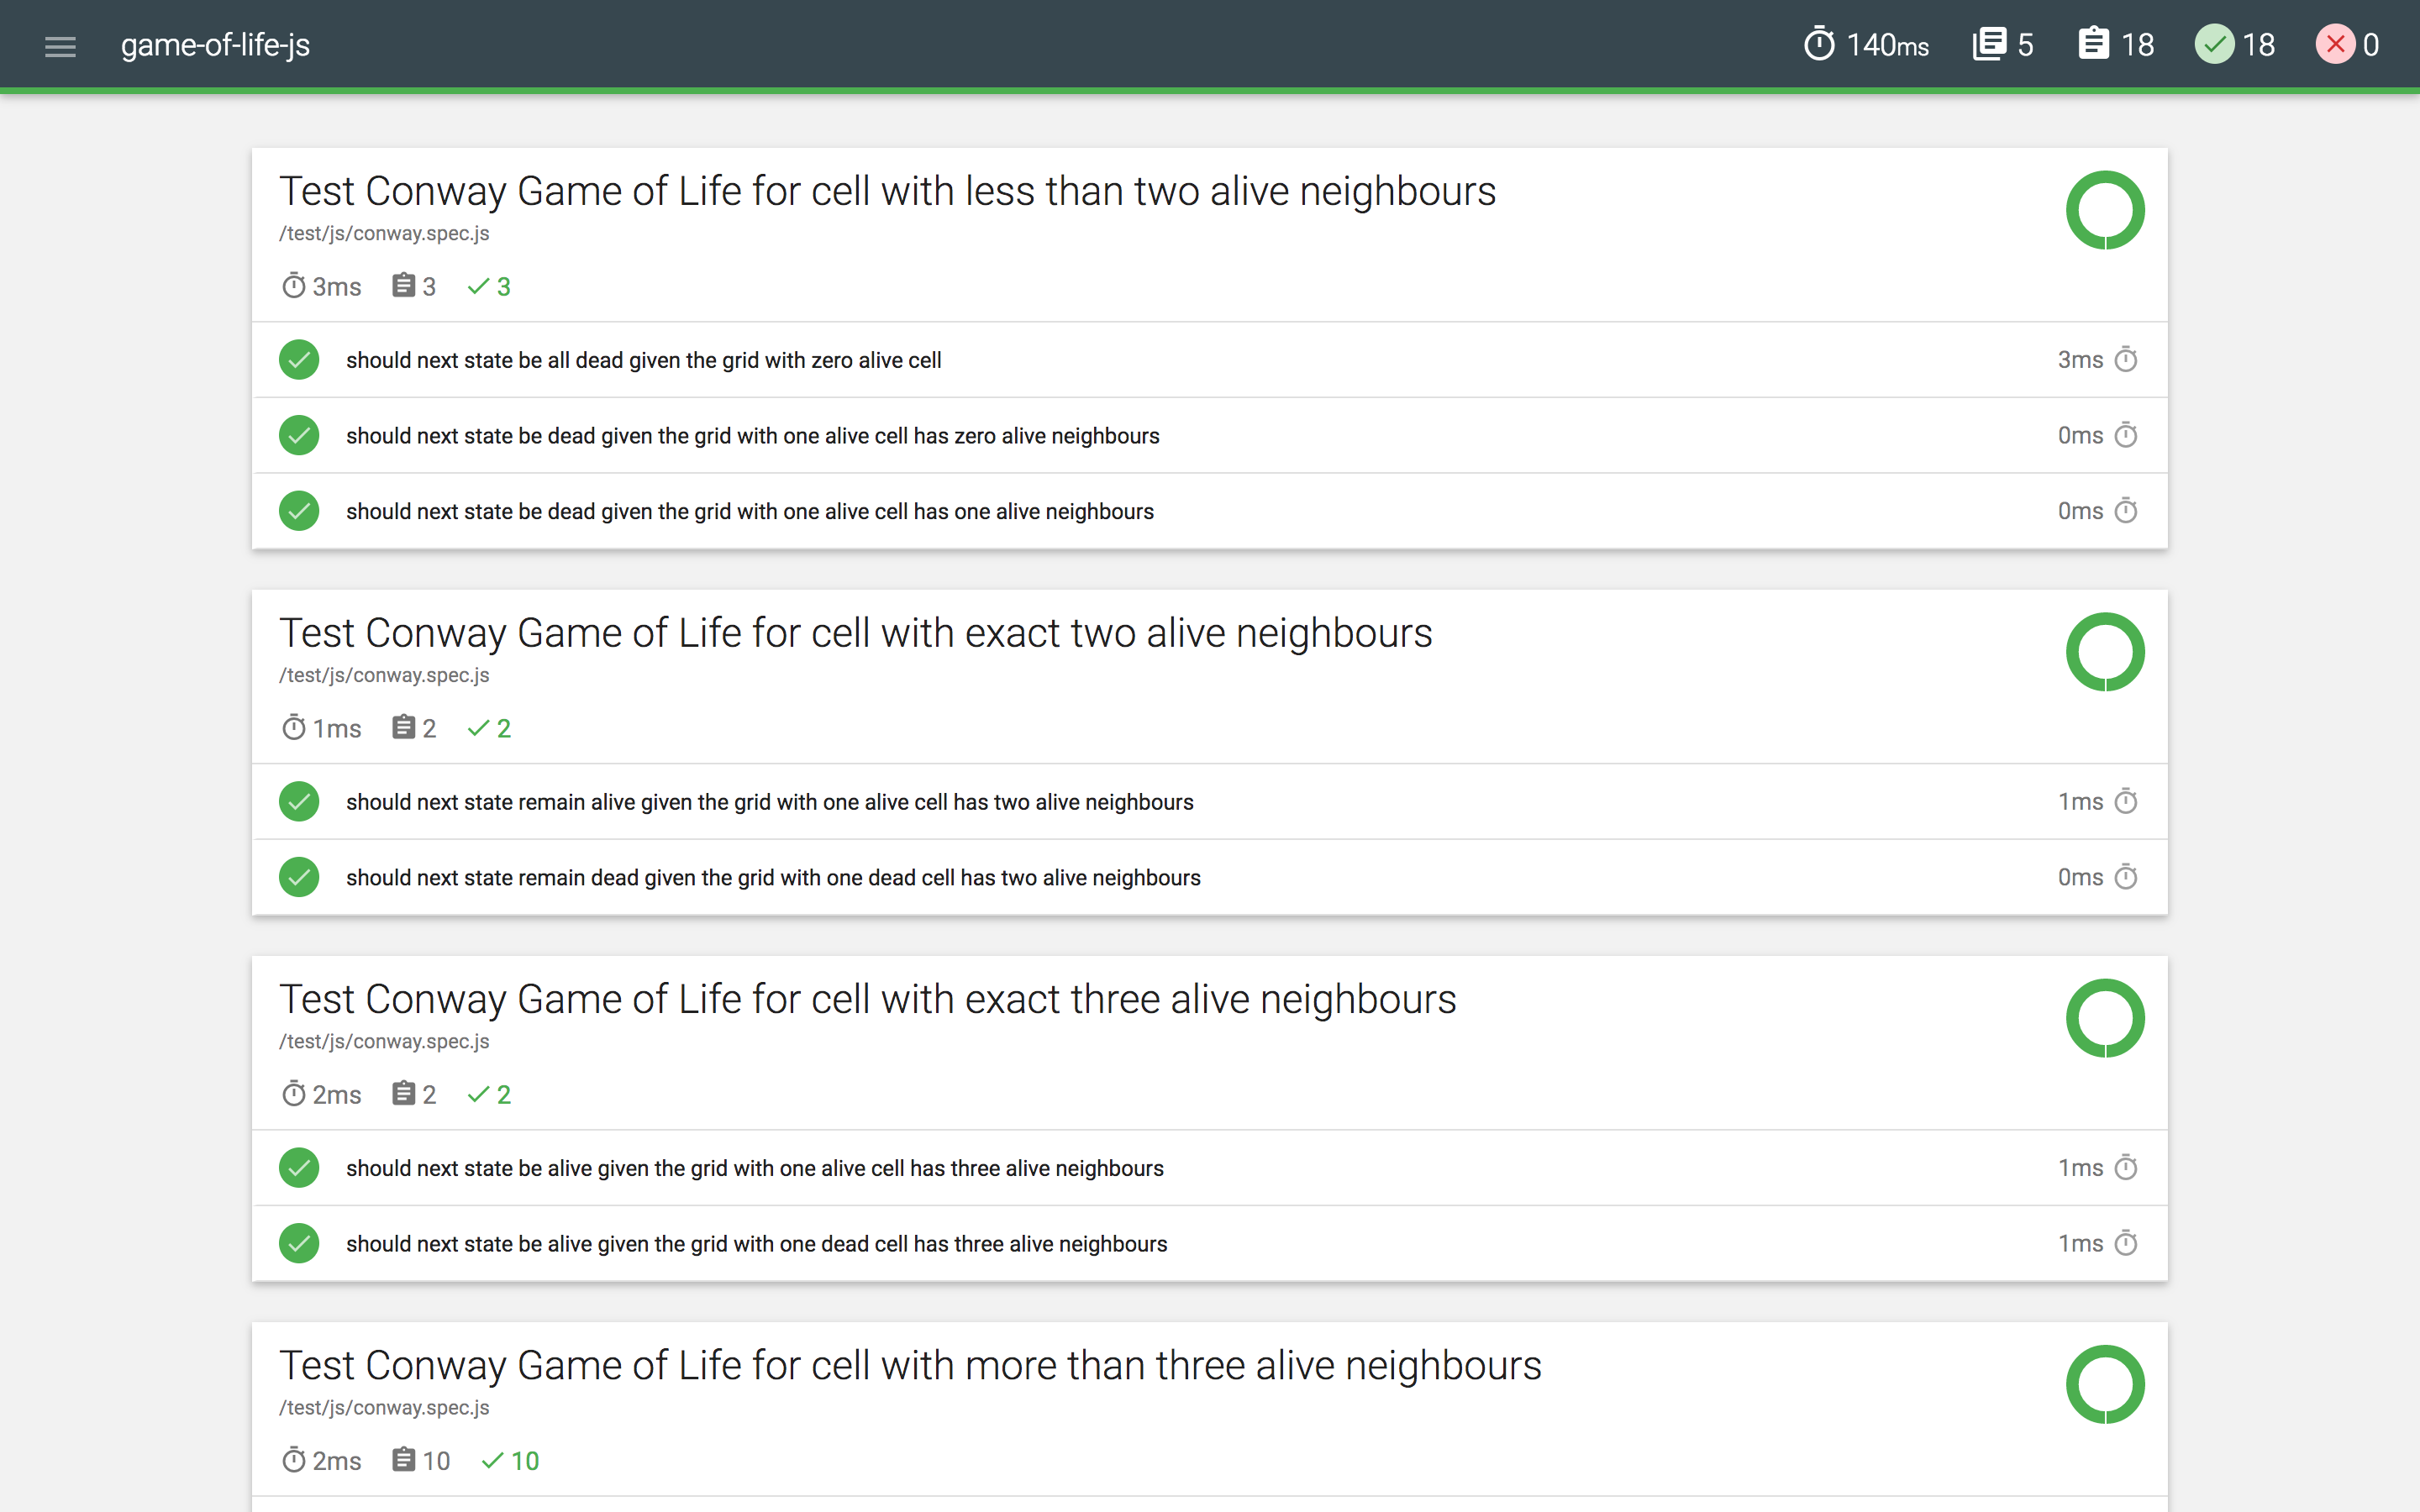 game-of-life-js 140ms 5 18 18 0
Test Conway Game of Life for cell with less than two alive neighbours
/test/js/conway.spec.js
3ms 3 3
should next state be all dead given the grid with zero alive cell 3ms
should next state be dead given the grid with one alive cell has zero alive neighbours 0ms
should next state be dead given the grid with one alive cell has one alive neighbours 0ms
Test Conway Game of Life for cell with exact two alive neighbours
/test/js/conway.spec.js
1ms 2 2
should next state remain alive given the grid with one alive cell has two alive neighbours 1ms
should next state remain dead given the grid with one dead cell has two alive neighbours 0ms
Test Conway Game of Life for cell with exact three alive neighbours
/test/js/conway.spec.js
2ms 2 2
should next state be alive given the grid with one alive cell has three alive neighbours 1ms
should next state be alive given the grid with one dead cell has three alive neighbours 1ms
Test Conway Game of Life for cell with more than three alive neighbours
/test/js/conway.spec.js
2ms 10 10